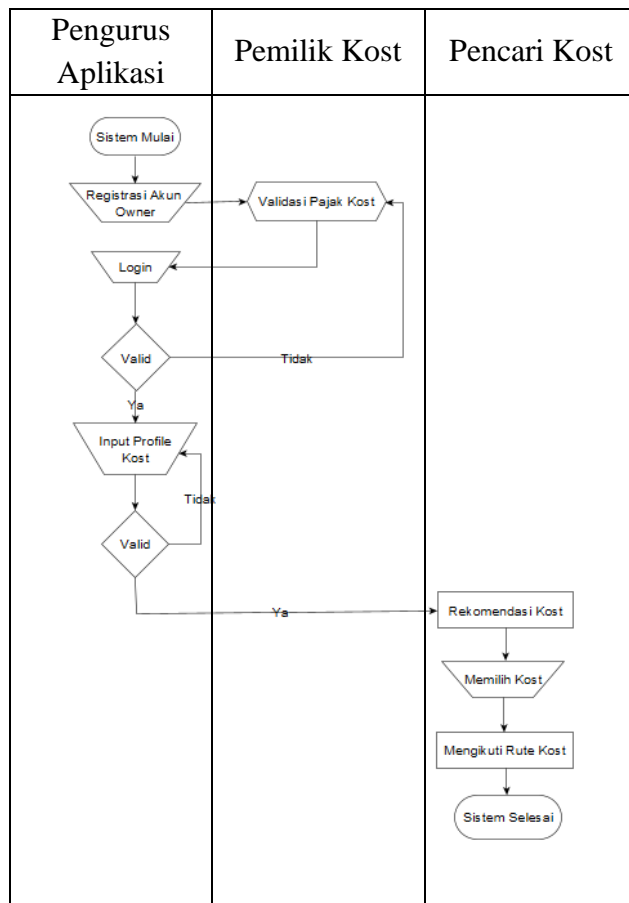 Pengurus
Aplikasi
Pemilik Kost
Pencari Kost
Sistem Mulai
Registrasi Akun
Owner
Validasi Pajak Kost
Login
Valid
Tidak
Ya
Input Profile
Kost
Tidak
Valid
Ya
Rekomendasi Kost
Memilih Kost
Mengikuti Rute Kost
Sistem Selesai